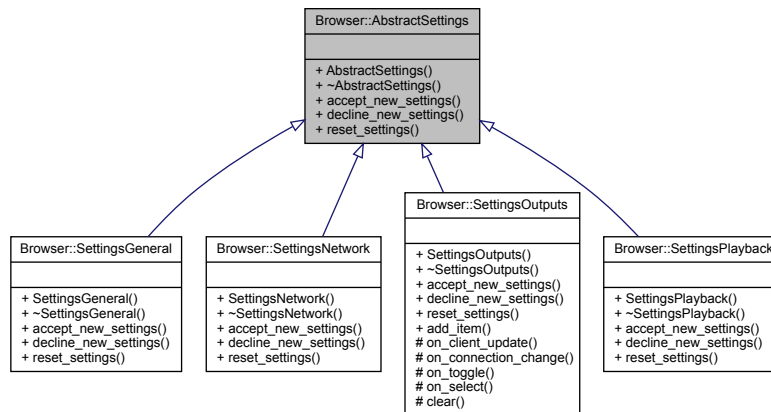 Browser::AbstractSettings
+ AbstractSettings()
+ ~AbstractSettings()
+ accept_new_settings()
+ decline_new_settings()
+ reset_settings()
Browser::SettingsGeneral
+ SettingsGeneral()
+ ~SettingsGeneral()
+ accept_new_settings()
+ decline_new_settings()
+ reset_settings()
Browser::SettingsNetwork
+ SettingsNetwork()
+ ~SettingsNetwork()
+ accept_new_settings()
+ decline_new_settings()
+ reset_settings()
Browser::SettingsOutputs
+ SettingsOutputs()
+ ~SettingsOutputs()
+ accept_new_settings()
+ decline_new_settings()
+ reset_settings()
+ add_item()
# on_client_update()
# on_connection_change()
# on_toggle()
# on_select()
# clear()
Browser::SettingsPlayback
+ SettingsPlayback()
+ ~SettingsPlayback()
+ accept_new_settings()
+ decline_new_settings()
+ reset_settings()